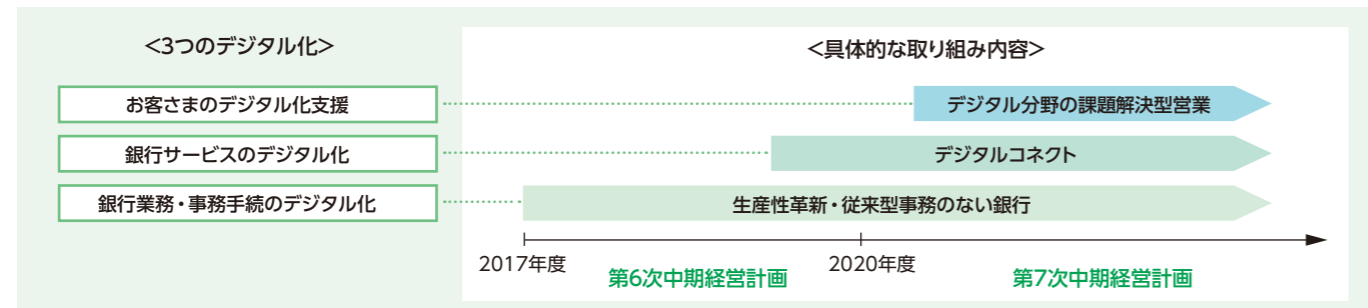 <3つのデジタル化>
<具体的な取り組み内容>
お客さまのデジタル化支援
デジタル分野の課題解決型営業
銀行サービスのデジタル化
デジタルコネクト
銀行業務・事務手続のデジタル化
生産性革新・従来型事務のない銀行
2017年度
第6次中期経営計画
2020年度
第7次中期経営計画